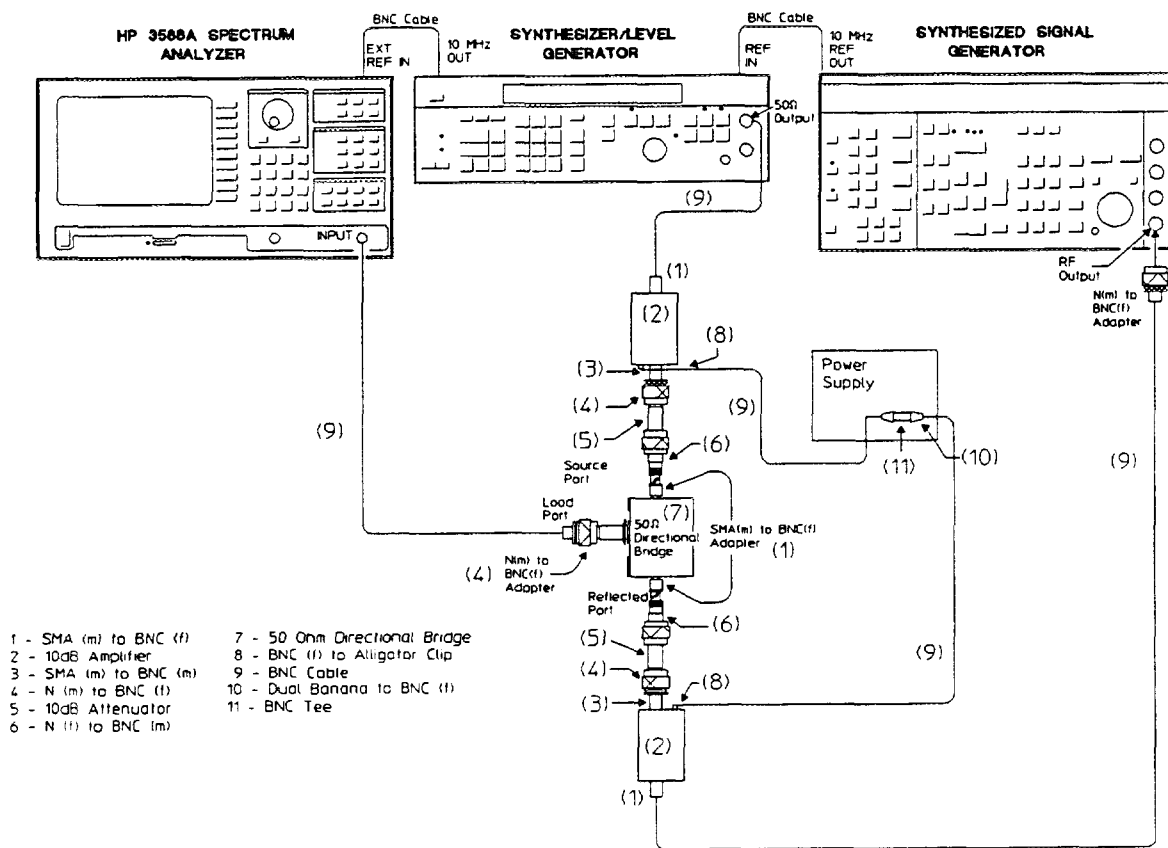 BNC Cable
BNC Cable
HP 3588A SPECTRUM
ANALYZER
EXT
REF IN
10 MHz
OUT
SYNTHESIZER/LEVEL
GENERATOR
REF
IN
10 MHz
REF
OUT
SYNTHESIZED SIGNAL
GENERATOR
50Ω
Output
INPUT
(9)
(1)
(2)
RF
Output
N(m) to
BNC(f)
Adapter
(8)
(3)
(4)
(5)
(6)
(9)
Power
Supply
(11)
(10)
(9)
(9)
Source
Port
Load
Port
(7)
50Ω
Directional
Bridge
SMA(m) to BNC(f)
Adapter (1)
(4) N(m) to
BNC(f)
Adapter
Reflected
Port
(6)
(5)
(4)
(8)
(3)
(2)
(1)
(9)
1 - SMA (m) to BNC (f)
2 - 10dB Amplifier
3 - SMA (m) to BNC (m)
4 - N (m) to BNC (f)
5 - 10dB Attenuator
6 - N (f) to BNC (m)
7 - 50 Ohm Directional Bridge
8 - BNC (f) to Alligator Clip
9 - BNC Cable
10 - Dual Banana to BNC (f)
11 - BNC Tee